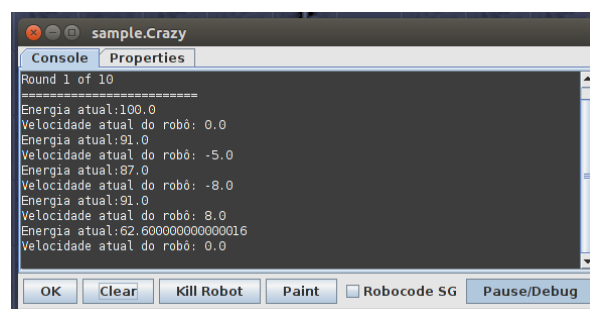 sample.Crazy
Console Properties
Round 1 of 10
=========================
Energia atual:100.0
Velocidade atual do robô: 0.0
Energia atual:91.0
Velocidade atual do robô: -5.0
Energia atual:87.0
Velocidade atual do robô: -8.0
Energia atual:91.0
Velocidade atual do robô: 8.0
Energia atual:62.600000000000016
Velocidade atual do robô: 0.0
OK Clear Kill Robot Paint Robocode SG Pause/Debug